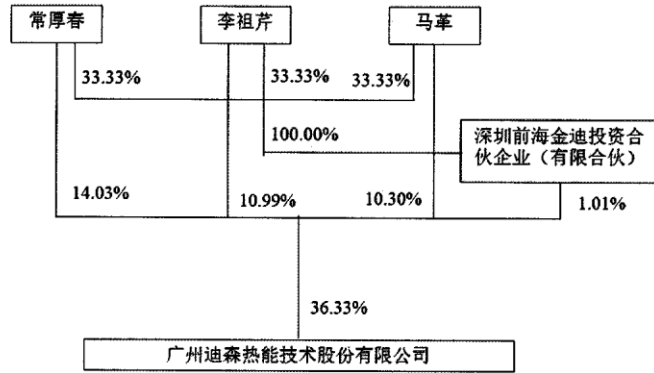 常厚春 李祖芹 马革
33.33% 33.33% 33.33%
100.00%
深圳前海金迪投资合
伙企业（有限合伙）
14.03% 10.99% 10.30% 1.01%
36.33%
广州迪森热能技术股份有限公司